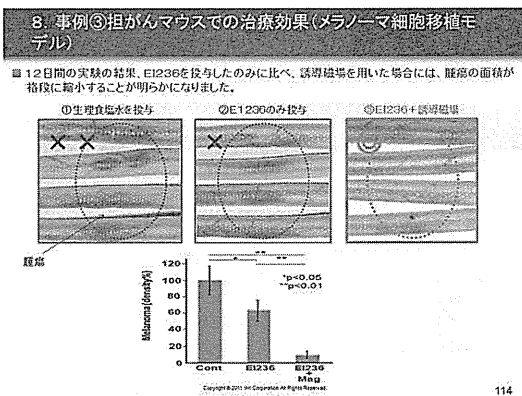 8. 事例③担がんマウスでの治療効果(メラノーマ細胞移植モ
デル)
■12日間の実験の結果、EI236を投与したのみに比べ、誘導磁場を用いた場合には、腫瘍の面積が
格段に縮小することが明らかになりました。
①生理食塩水を投与 ②EI236のみ投与 ③EI236+誘導磁場
腫瘍
Melanoma (density%)
120
100
80
60
40
20
0
**
* **
*p<0.05
**p<0.01
Cont EI236 EI236
+
Mag
Copyright © 2011 IHI Corporation All Rights Reserved.
114